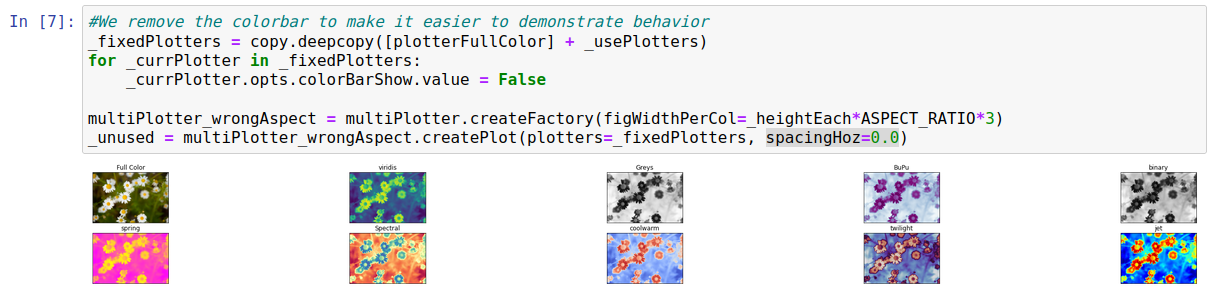 In [7]:
#We remove the colorbar to make it easier to demonstrate behavior
_fixedPlotters = copy.deepcopy([plotterFullColor] + _usePlotters)
for _currPlotter in _fixedPlotters:
    _currPlotter.opts.colorBarShow.value = False

multiPlotter_wrongAspect = multiPlotter.createFactory(figWidthPerCol=_heightEach*ASPECT_RATIO*3)
_unused = multiPlotter_wrongAspect.createPlot(plotters=_fixedPlotters, spacingHoz=0.0)
Full Color viridis Greys BuPu binary
spring Spectral coolwarm twilight jet